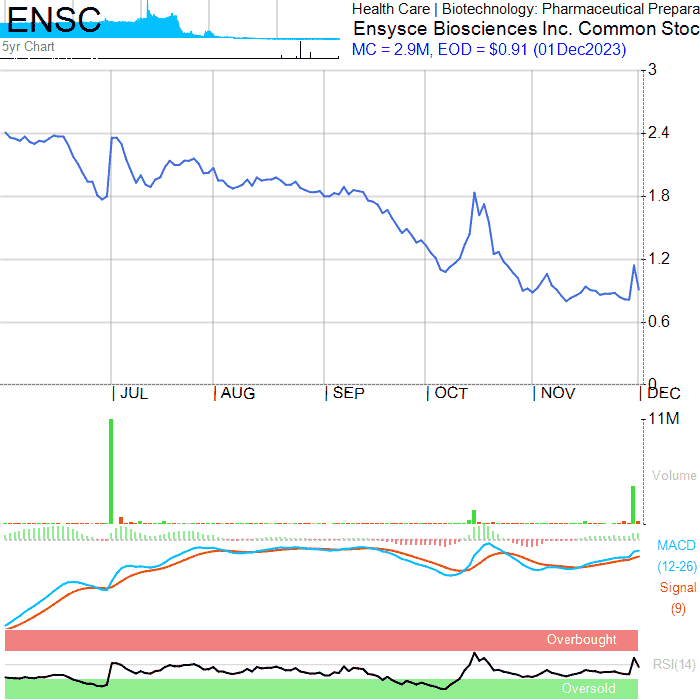 ENSC
5yr Chart
Health Care | Biotechnology: Pharmaceutical Prepara
Ensysce Biosciences Inc. Common Stoc
MC = 2.9M, EOD = $0.91 (01Dec2023)
3
2.4
1.8
1.2
0.6
0
JUL AUG SEP OCT NOV DEC
11M
Volume
MACD
(12-26)
Signal
(9)
Overbought
RSI(14)
Oversold